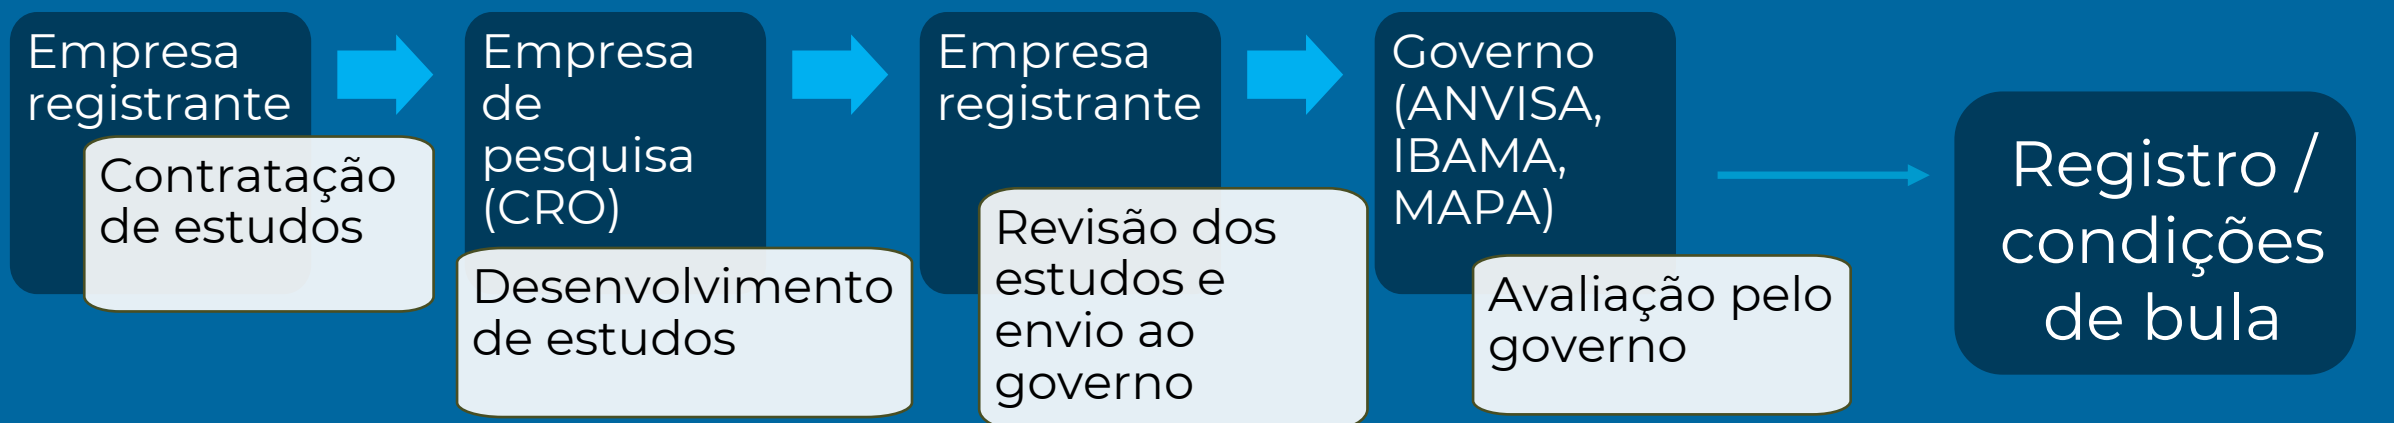 Empresa
registrante
Contratação
de estudos
Empresa
de
pesquisa
(CRO)
Desenvolvimento
de estudos
Empresa
registrante
Revisão dos
estudos e
envio ao
governo
Governo
(ANVISA,
IBAMA,
MAPA)
Avaliação pelo
governo
Registro /
condições
de bula